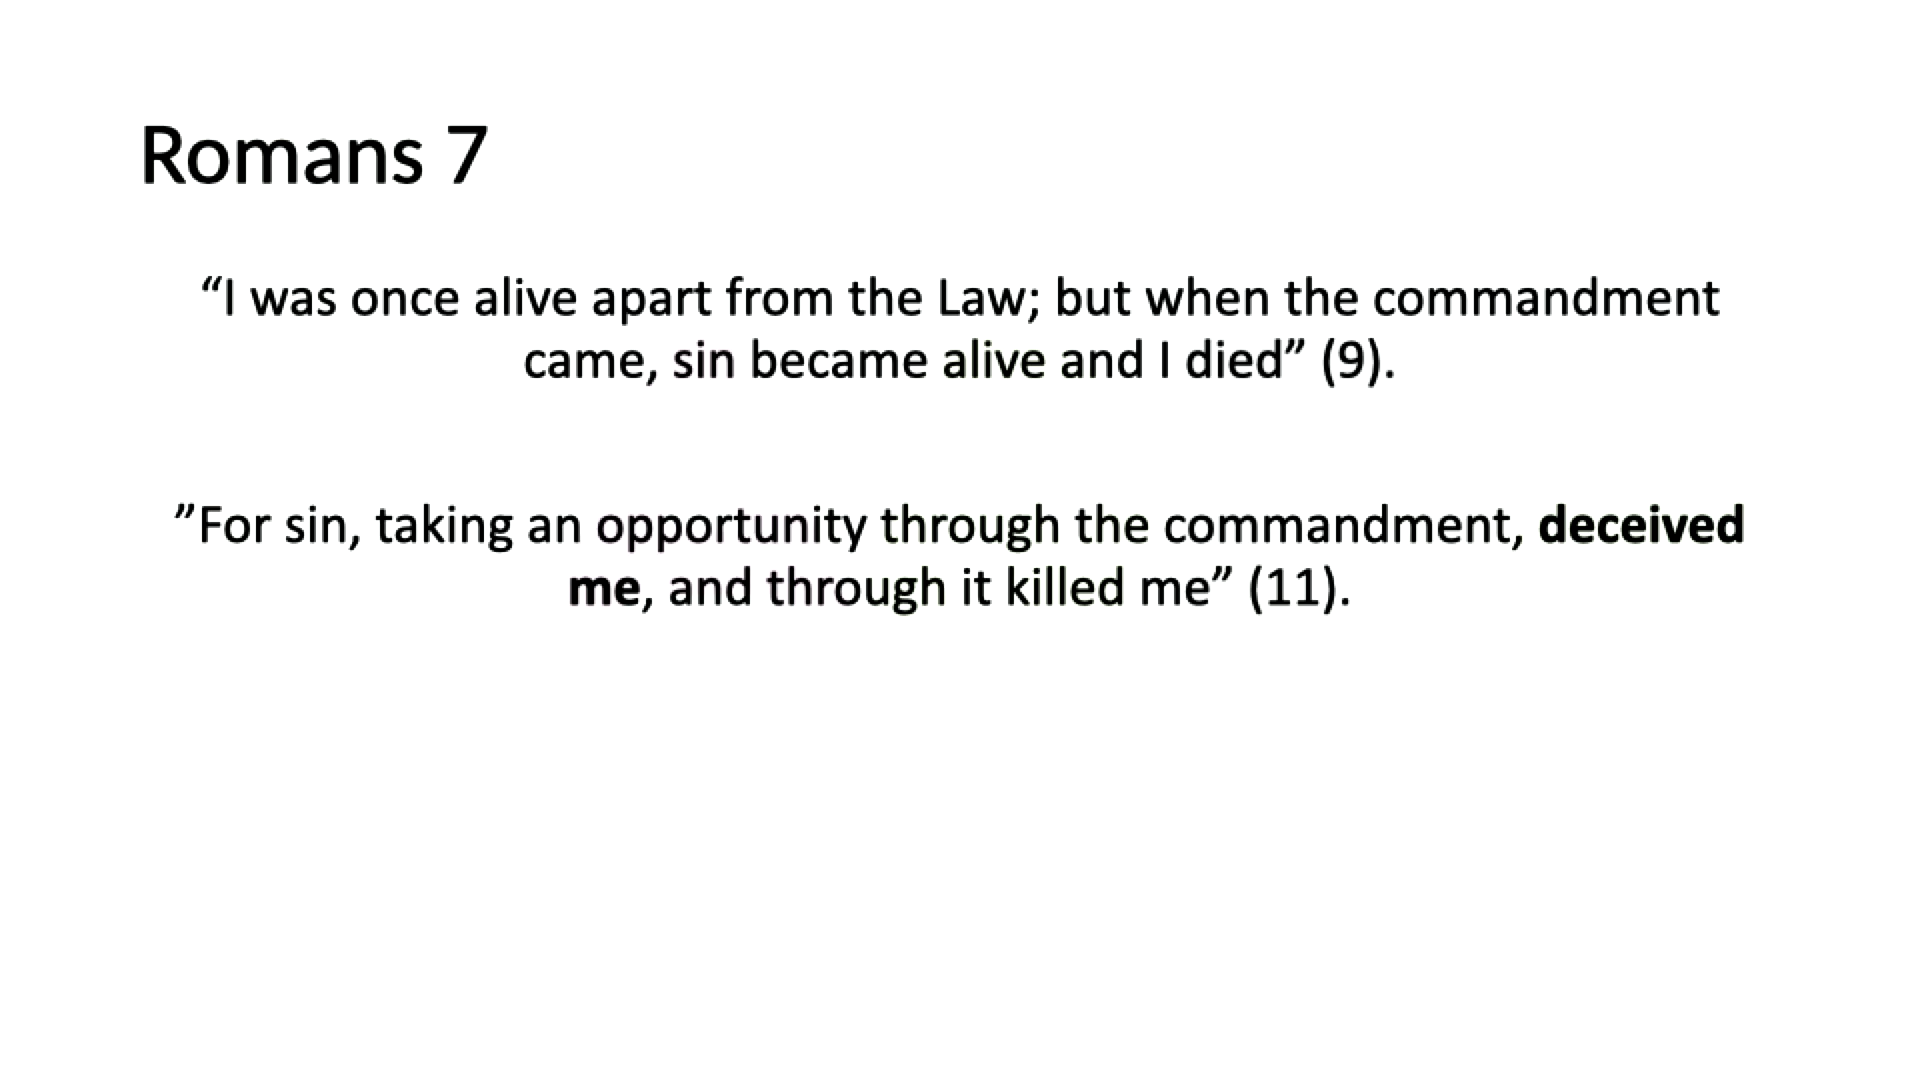 Romans 7
“I was once alive apart from the Law; but when the commandment
came, sin became alive and I died” (9).
”For sin, taking an opportunity through the commandment, deceived
me, and through it killed me” (11).